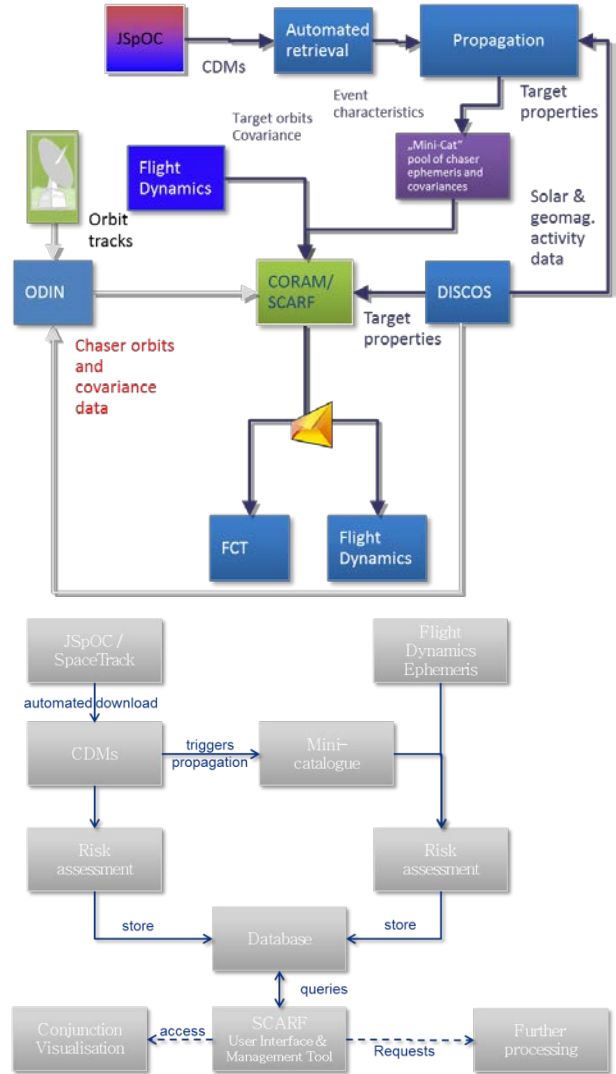 JSpOC
CDMs
Automated
retrieval
Propagation
Event
characteristics
Target
properties
Target orbits
Covariance
Flight
Dynamics
„Mini-Cat"
pool of chaser
ephemeris and
covariances
Orbit
tracks
Solar &
geomag.
activity
data
ODIN
CORAM/
SCARF
DISCOS
Target
properties
Chaser orbits
and
covariance
data
FCT
Flight
Dynamics
JSpOC /
SpaceTrack
Flight
Dynamics
Ephemeris
automated download
CDMs
triggers
propagation
Mini-
catalogue
Risk
assessment
Risk
assessment
store
store
Database
queries
Conjunction
Visualisation
access
SCARF
User Interface &
Management Tool
Requests
Further
processing